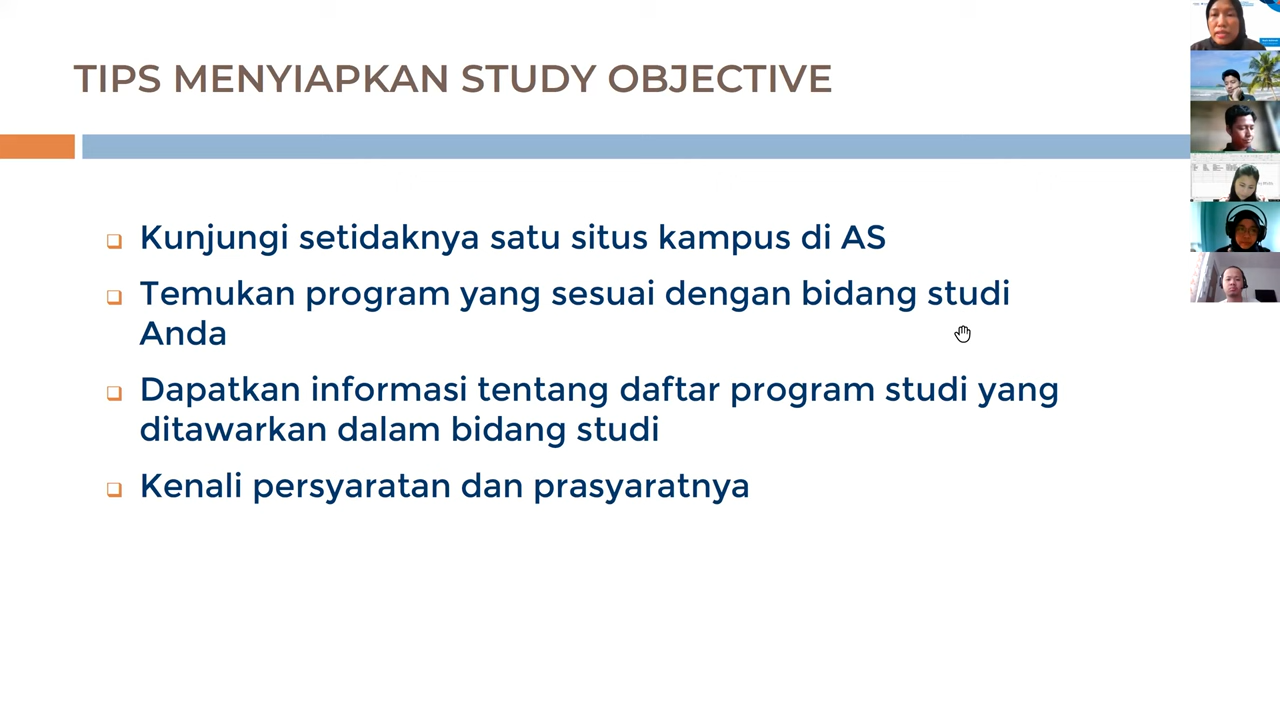 TIPS MENYIAPKAN STUDY OBJECTIVE
Kunjungi setidaknya satu situs kampus di AS
Temukan program yang sesuai dengan bidang studi
Anda
Dapatkan informasi tentang daftar program studi yang
ditawarkan dalam bidang studi
Kenali persyaratan dan prasyaratnya